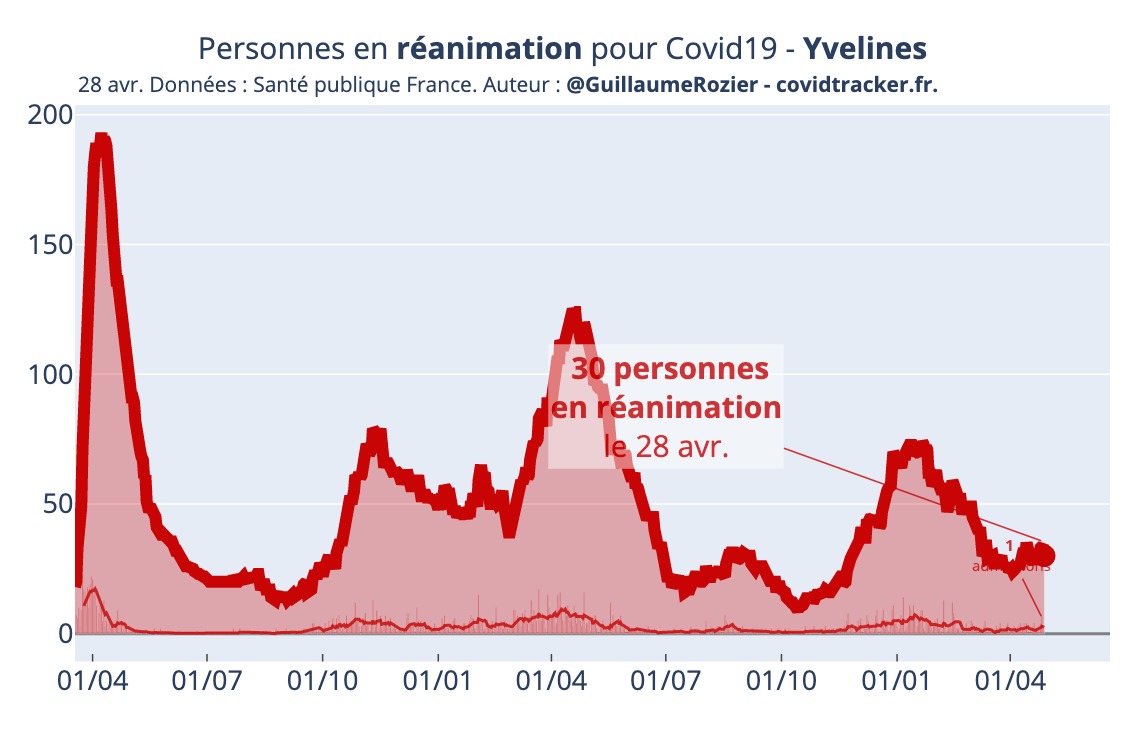 Personnes en réanimation pour Covid19 - Yvelines
28 avr. Données : Santé publique France. Auteur : @GuillaumeRozier - covidtracker.fr.
200
150
100
50
0
30 personnes
en réanimation
le 28 avr.
1
01/04 01/07 01/10 01/01 01/04 01/07 01/10 01/01 01/04